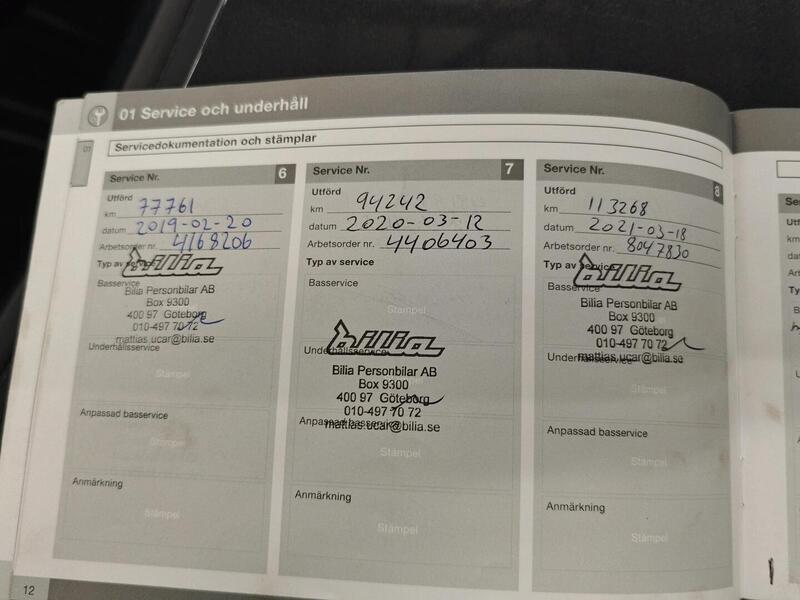 01 Service och underhåll
01
Servicedokumentation och stämplar
Service Nr. 6
Utförd
km 77761
datum 2019-02-20
Arbetsorder nr. 4168206
Typ av service
bilia
Basservice
Bilia Personbilar AB
Box 9300
400 97 Göteborg
010-497 70 72
mattias.ucar@bilia.se
Underhållsservice
Stämpel
Anpassad basservice
Stämpel
Anmärkning
Stämpel
Service Nr. 7
Utförd
km 94242
datum 2020-03-12
Arbetsorder nr. 4406403
Typ av service
Basservice
Stämpel
bilia
Underhållsservice
Bilia Personbilar AB
Box 9300
400 97 Göteborg
010-497 70 72
Anpassad basservice
mattias.ucar@bilia.se
Stämpel
Anmärkning
Stämpel
Service Nr. 8
Utförd
km 113268
datum 2021-03-18
Arbetsorder nr. 8047830
Typ av service
bilia
Basservice
Bilia Personbilar AB
Box 9300
400 97 Göteborg
010-497 70 72
mattias.ucar@bilia.se
Underhållsservice
Stämpel
Anpassad basservice
Stämpel
Anmärkning
Stämpel
12